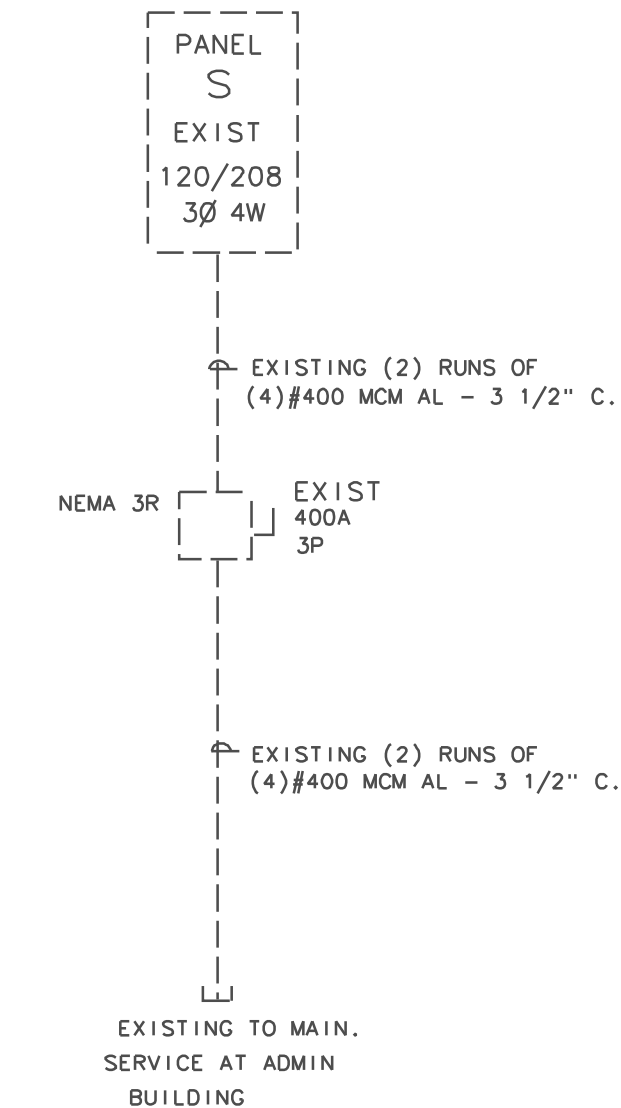 PANEL
S
EXIST
120/208
3Ø 4W
EXISTING (2) RUNS OF
(4)#400 MCM AL - 3 1/2" C.
NEMA 3R
EXIST
400A
3P
EXISTING (2) RUNS OF
(4)#400 MCM AL - 3 1/2" C.
EXISTING TO MAIN.
SERVICE AT ADMIN
BUILDING